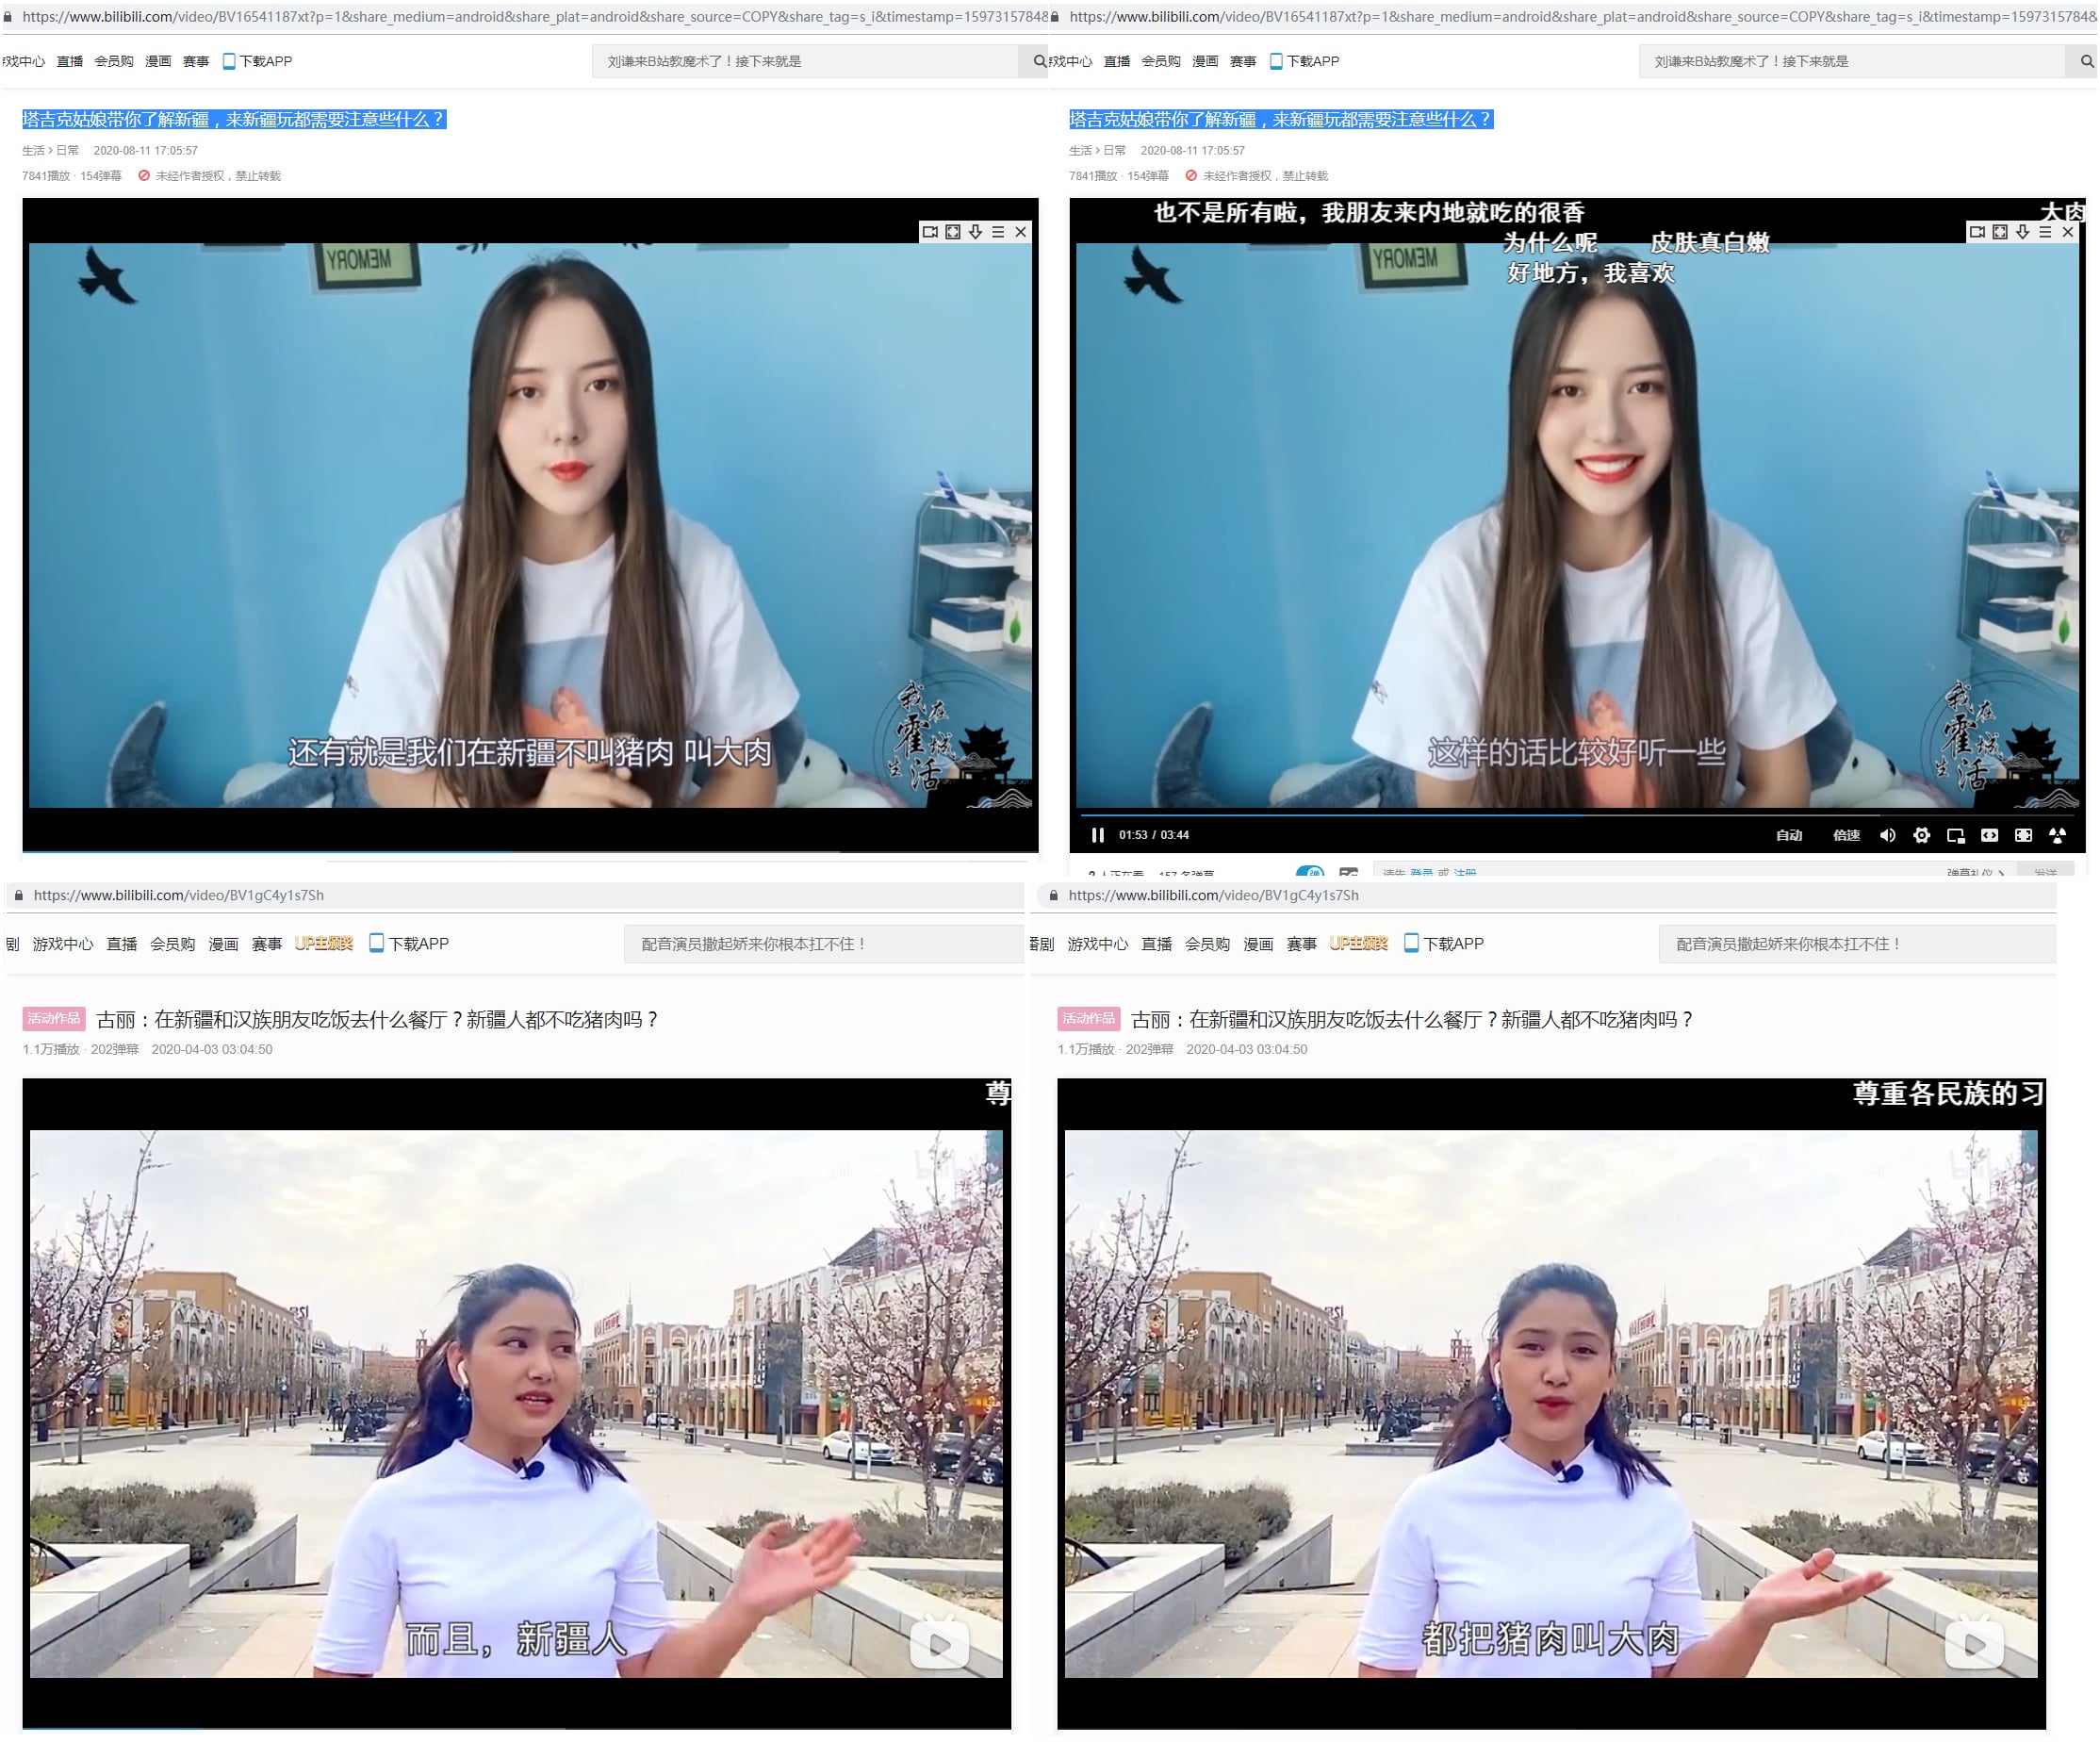 https://www.bilibili.com/video/BV16541187xt?p=1&share_medium=android&share_plat=android&share_source=COPY&share_tag=s_i&timestamp=15973157848
戏中心 直播 会员购 漫画 赛事 下载APP
刘谦来B站教魔术了！接下来就是
塔吉克姑娘带你了解新疆，来新疆玩都需要注意些什么？
生活 > 日常 2020-08-11 17:05:57
7841播放 · 154弹幕 未经作者授权，禁止转载
MEMORY
还有就是我们在新疆不叫猪肉 叫大肉
我在霍城生活
https://www.bilibili.com/video/BV16541187xt?p=1&share_medium=android&share_plat=android&share_source=COPY&share_tag=s_i&timestamp=1597315784&
戏中心 直播 会员购 漫画 赛事 下载APP
刘谦来B站教魔术了！接下来就是
塔吉克姑娘带你了解新疆，来新疆玩都需要注意些什么？
生活 > 日常 2020-08-11 17:05:57
7841播放 · 154弹幕 未经作者授权，禁止转载
也不是所有啦，我朋友来内地就吃的很香 大肉
为什么呢 皮肤真白嫩
好地方，我喜欢
MEMORY
这样的话比较好听一些
我在霍城生活
01:53 / 03:44 自动 倍速
人正在看 157 条弹幕 请先 登录 或 注册 弹幕礼仪 > 发送
https://www.bilibili.com/video/BV1gC4y1s7Sh
剧 游戏中心 直播 会员购 漫画 赛事 UP主颁奖 下载APP
配音演员撒起娇来你根本扛不住！
活动作品 古丽：在新疆和汉族朋友吃饭去什么餐厅？新疆人都不吃猪肉吗？
1.1万播放 · 202弹幕 2020-04-03 03:04:50
尊
而且，新疆人
https://www.bilibili.com/video/BV1gC4y1s7Sh
番剧 游戏中心 直播 会员购 漫画 赛事 UP主颁奖 下载APP
配音演员撒起娇来你根本扛不住！
活动作品 古丽：在新疆和汉族朋友吃饭去什么餐厅？新疆人都不吃猪肉吗？
1.1万播放 · 202弹幕 2020-04-03 03:04:50
尊重各民族的习
都把猪肉叫大肉